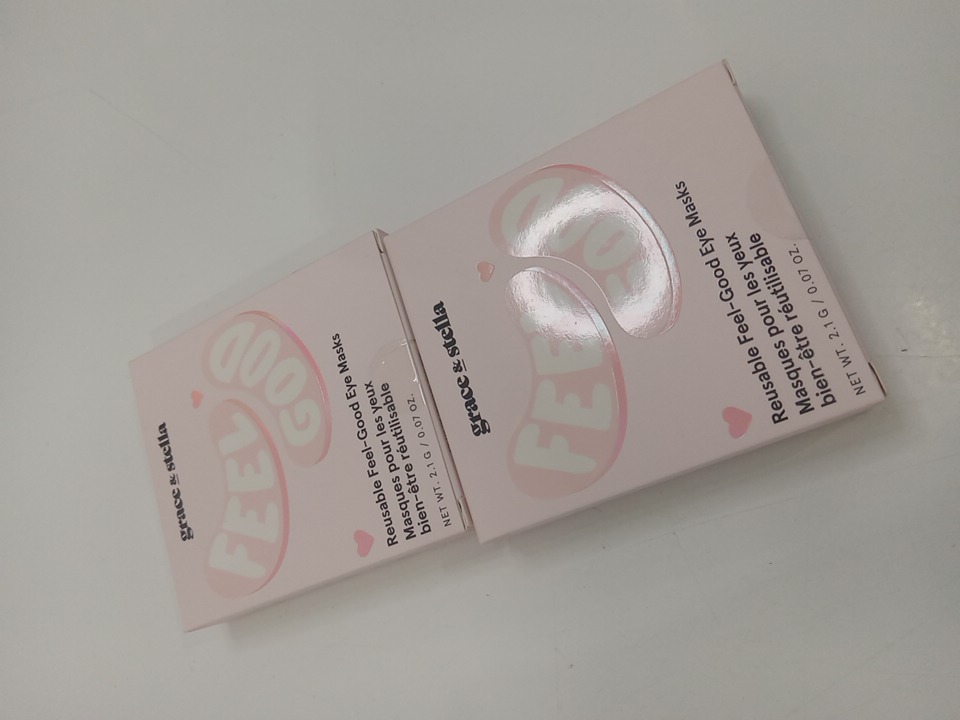 grace & stella
FEEL
GOOD
Reusable Feel-Good Eye Masks
Masques pour les yeux
bien-être réutilisable
NET WT. 2.1 G / 0.07 OZ.
grace & stella
FEEL
GOOD
Reusable Feel-Good Eye Masks
Masques pour les yeux
bien-être réutilisable
NET WT. 2.1 G / 0.07 OZ.